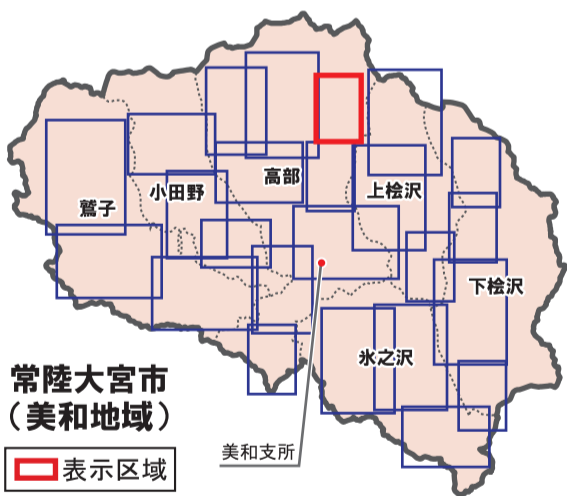 高部
小田野
上桧沢
鷲子
下桧沢
氷之沢
常陸大宮市
（美和地域）
美和支所
表示区域